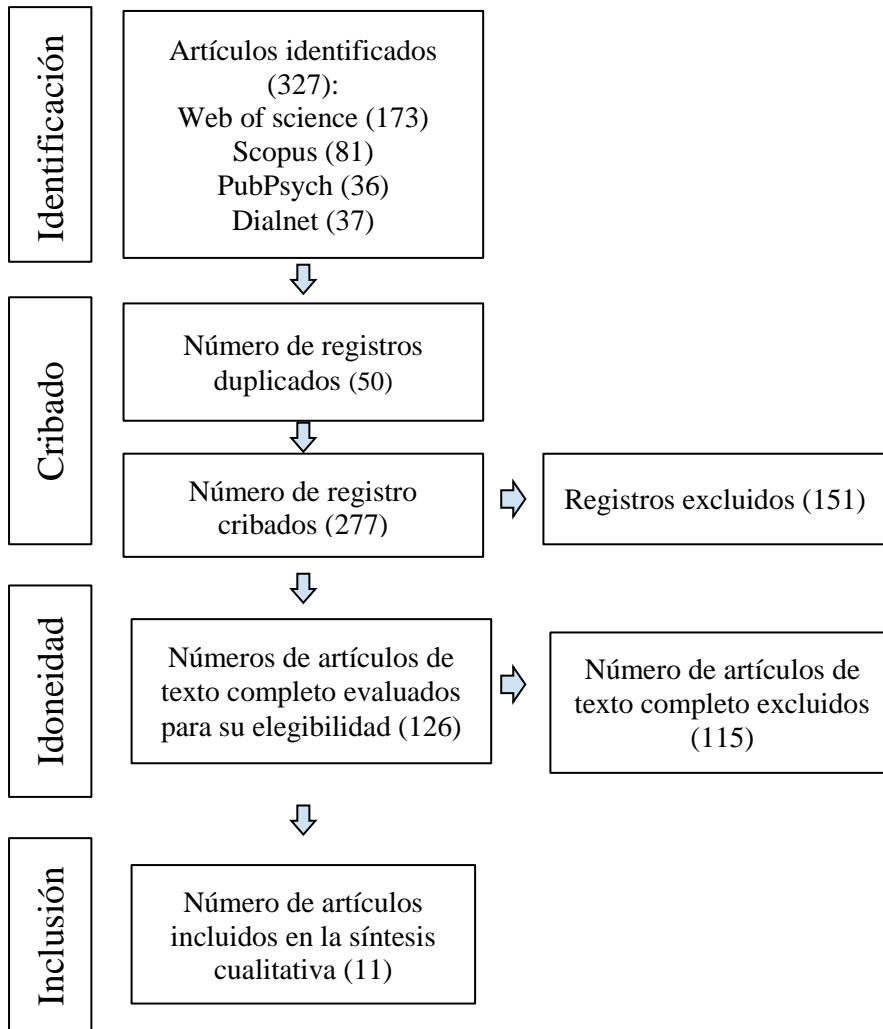 Identificación
Artículos identificados
(327):
Web of science (173)
Scopus (81)
PubPsych (36)
Dialnet (37)
Cribado
Número de registros
duplicados (50)
Número de registro
cribados (277)
Registros excluidos (151)
Idoneidad
Números de artículos de
texto completo evaluados
para su elegibilidad (126)
Número de artículos de
texto completo excluidos
(115)
Inclusión
Número de artículos
incluidos en la síntesis
cualitativa (11)